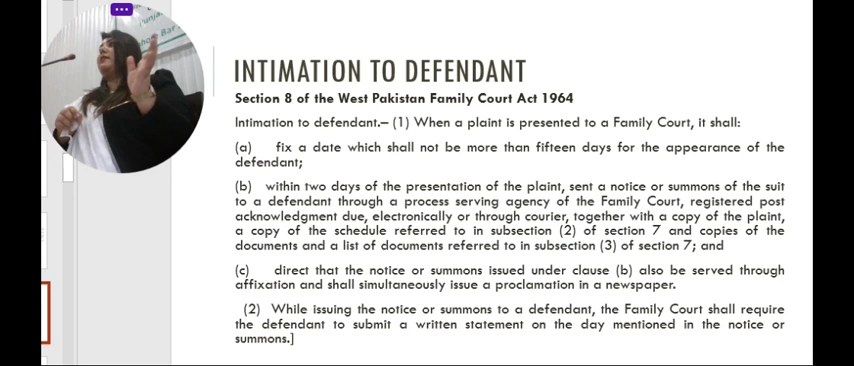 INTIMATION TO DEFENDANT
Section 8 of the West Pakistan Family Court Act 1964
Intimation to defendant.– (1) When a plaint is presented to a Family Court, it shall:
(a) fix a date which shall not be more than fifteen days for the appearance of the
defendant;
(b) within two days of the presentation of the plaint, sent a notice or summons of the suit
to a defendant through a process serving agency of the Family Court, registered post
acknowledgment due, electronically or through courier, together with a copy of the plaint,
a copy of the schedule referred to in subsection (2) of section 7 and copies of the
documents and a list of documents referred to in subsection (3) of section 7; and
(c) direct that the notice or summons issued under clause (b) also be served through
affixation and shall simultaneously issue a proclamation in a newspaper.
(2) While issuing the notice or summons to a defendant, the Family Court shall require
the defendant to submit a written statement on the day mentioned in the notice or
summons.]